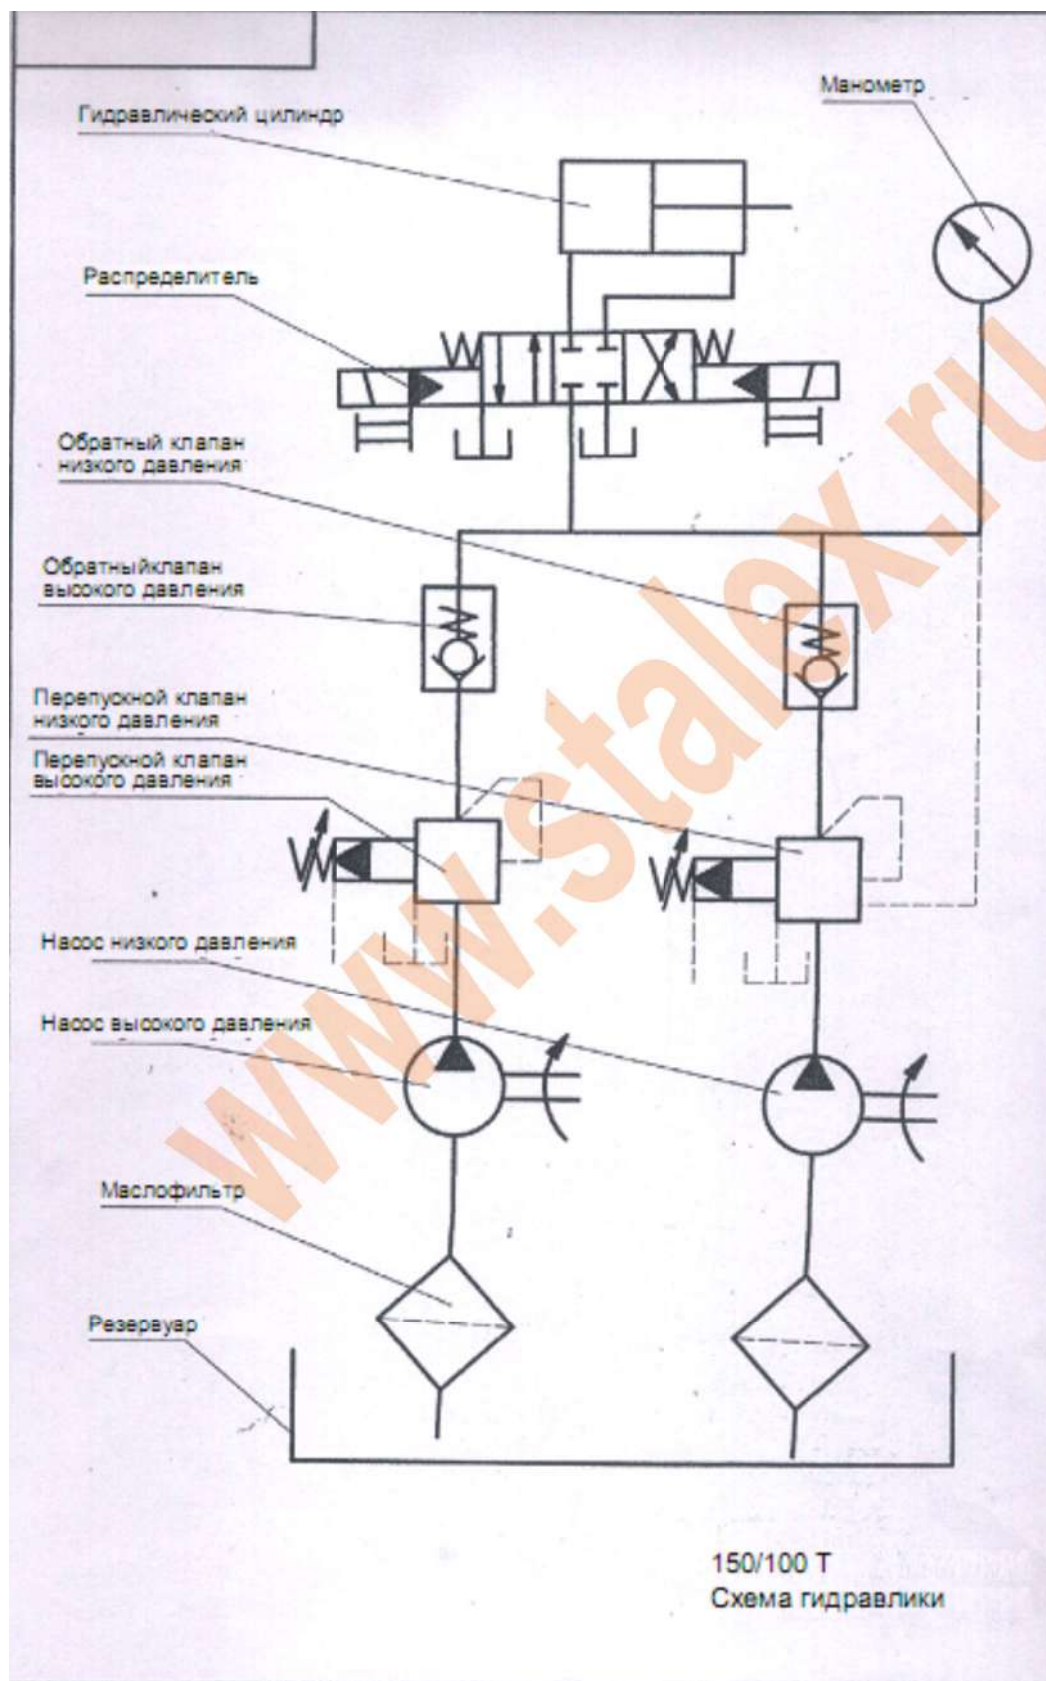 Манометр
Гидравлический цилиндр
Распределитель
Обратный клапан
низкого давления
Обратныйклапан
высокого давления
Перепускной клапан
низкого давления
Перепускной клапан
высокого давления
Насос низкого давления
Насос высокого давления
Маслофильтр
Резервуар
www.stalex.ru
150/100 Т
Схема гидравлики